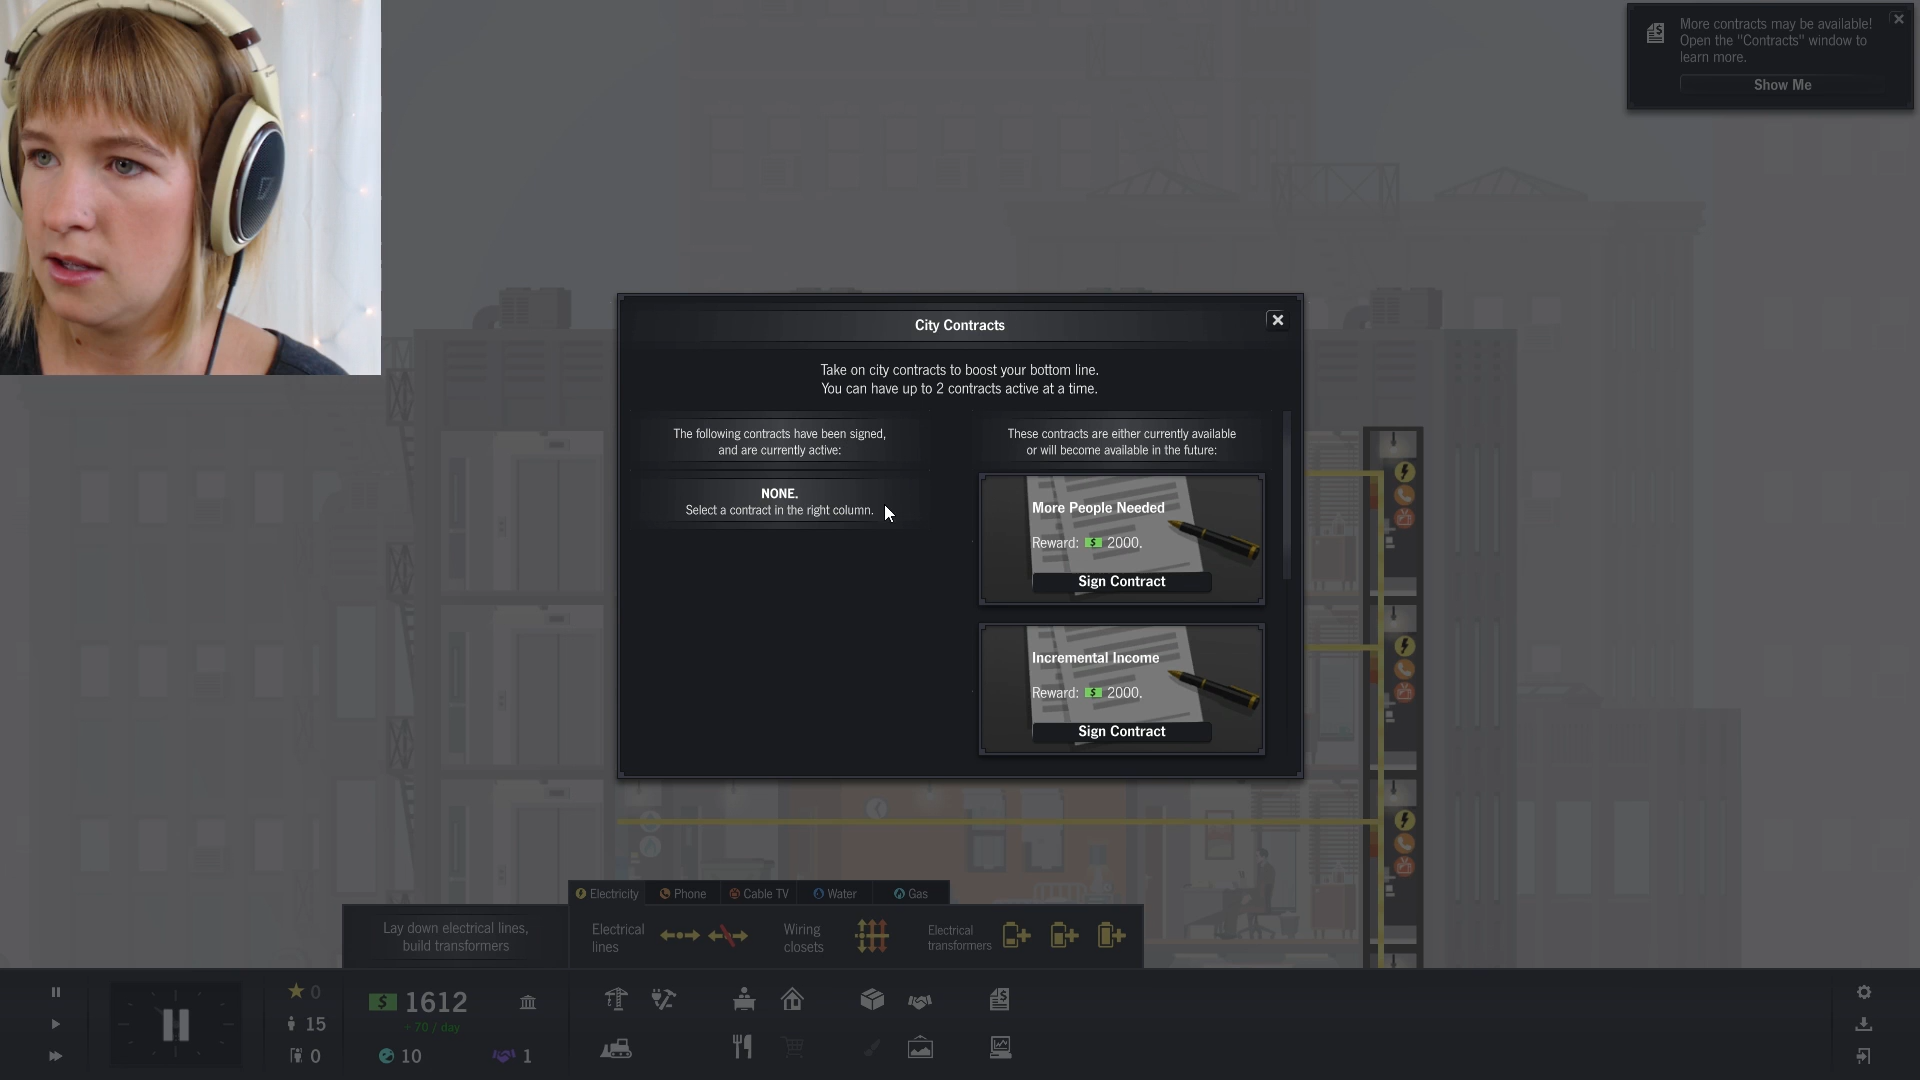 More contracts may be available!
Open the "Contracts" window to
learn more.
Show Me
City Contracts
Take on city contracts to boost your bottom line.
You can have up to 2 contracts active at a time.
The following contracts have been signed,
and are currently active:
NONE.
Select a contract in the right column.
These contracts are either currently available
or will become available in the future:
More People Needed
Reward: $ 2000.
Sign Contract
Incremental Income
Reward: $ 2000.
Sign Contract
Electricity
Phone
Cable TV
Water
Gas
Lay down electrical lines,
build transformers
Electrical
lines
Wiring
closets
Electrical
transformers
0
15
0
$ 1612
+ 70 / day
10
1